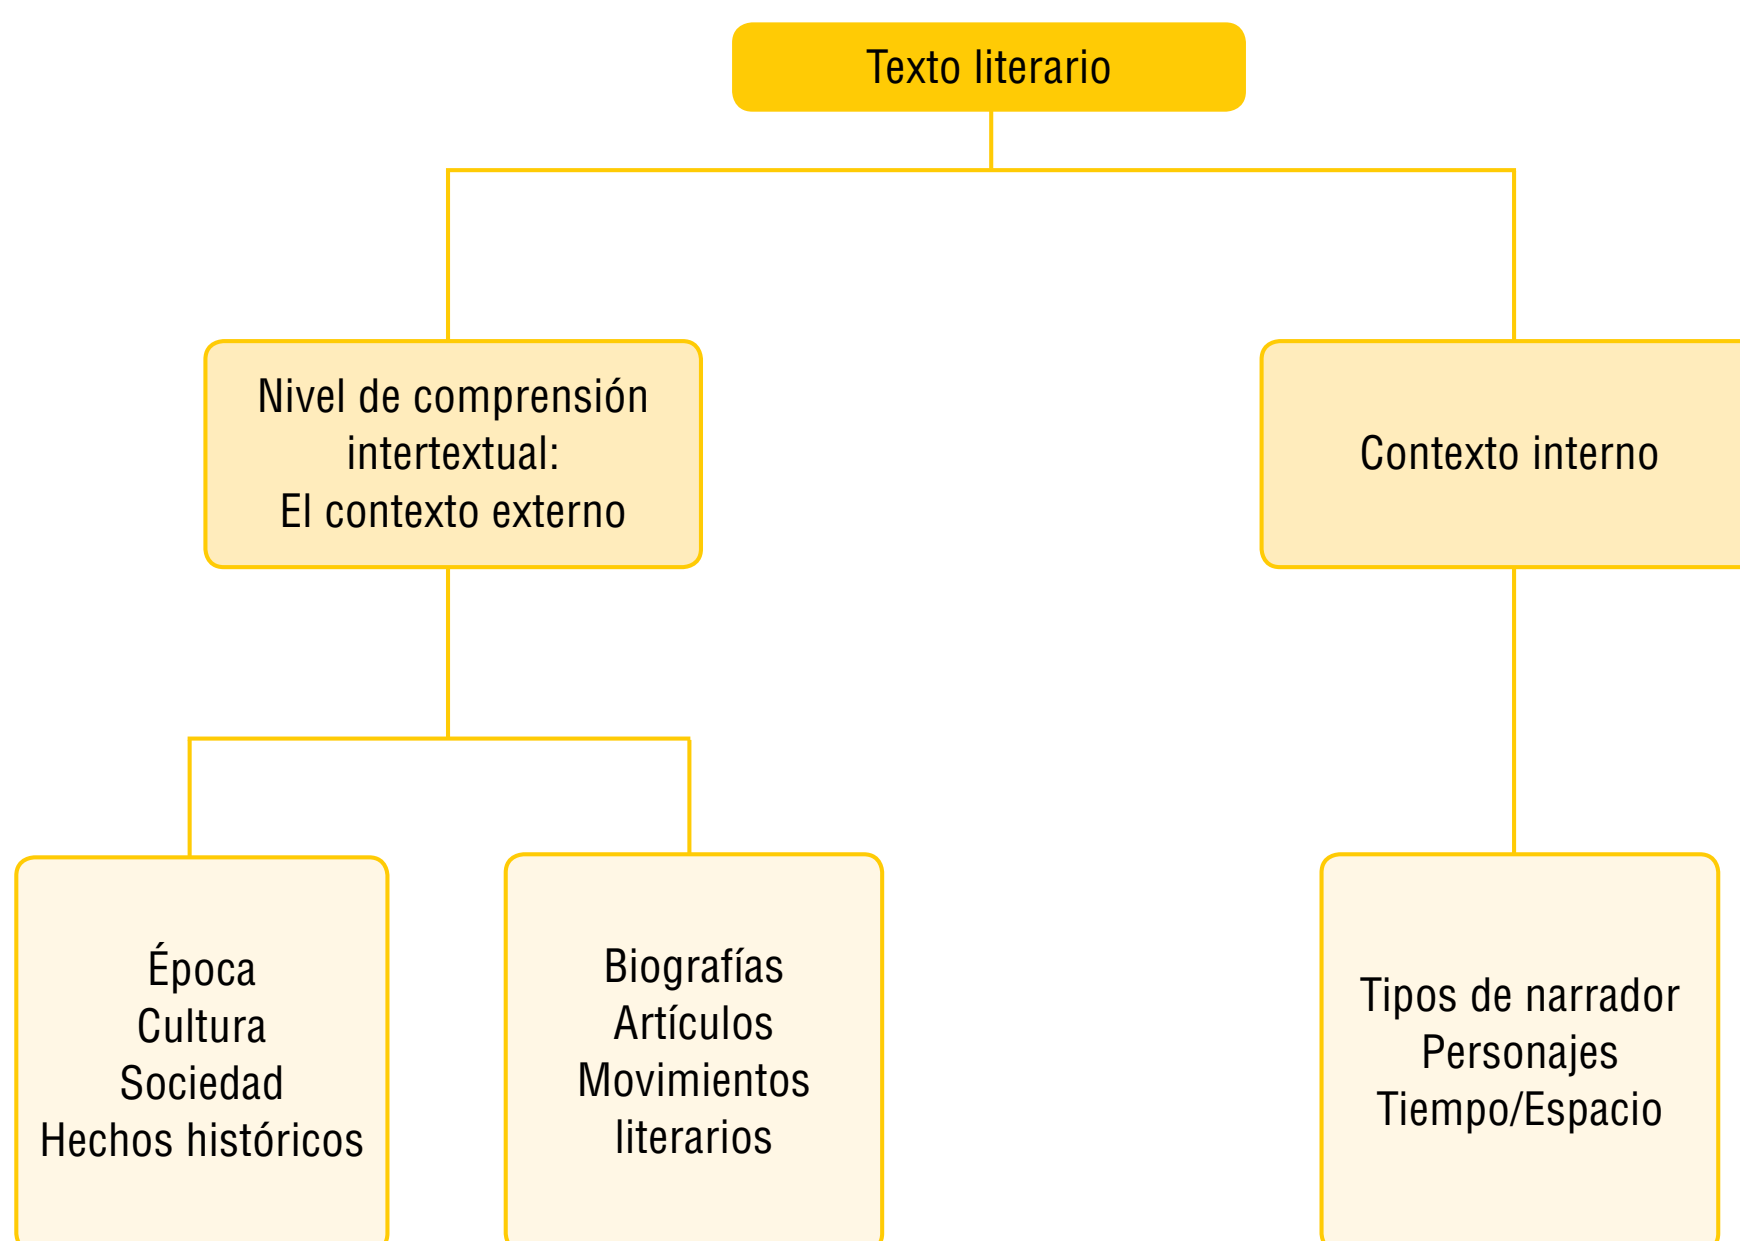 Texto literario
Nivel de comprensión
intertextual:
El contexto externo
Contexto interno
Época
Cultura
Sociedad
Hechos históricos
Biografías
Artículos
Movimientos
literarios
Tipos de narrador
Personajes
Tiempo/Espacio